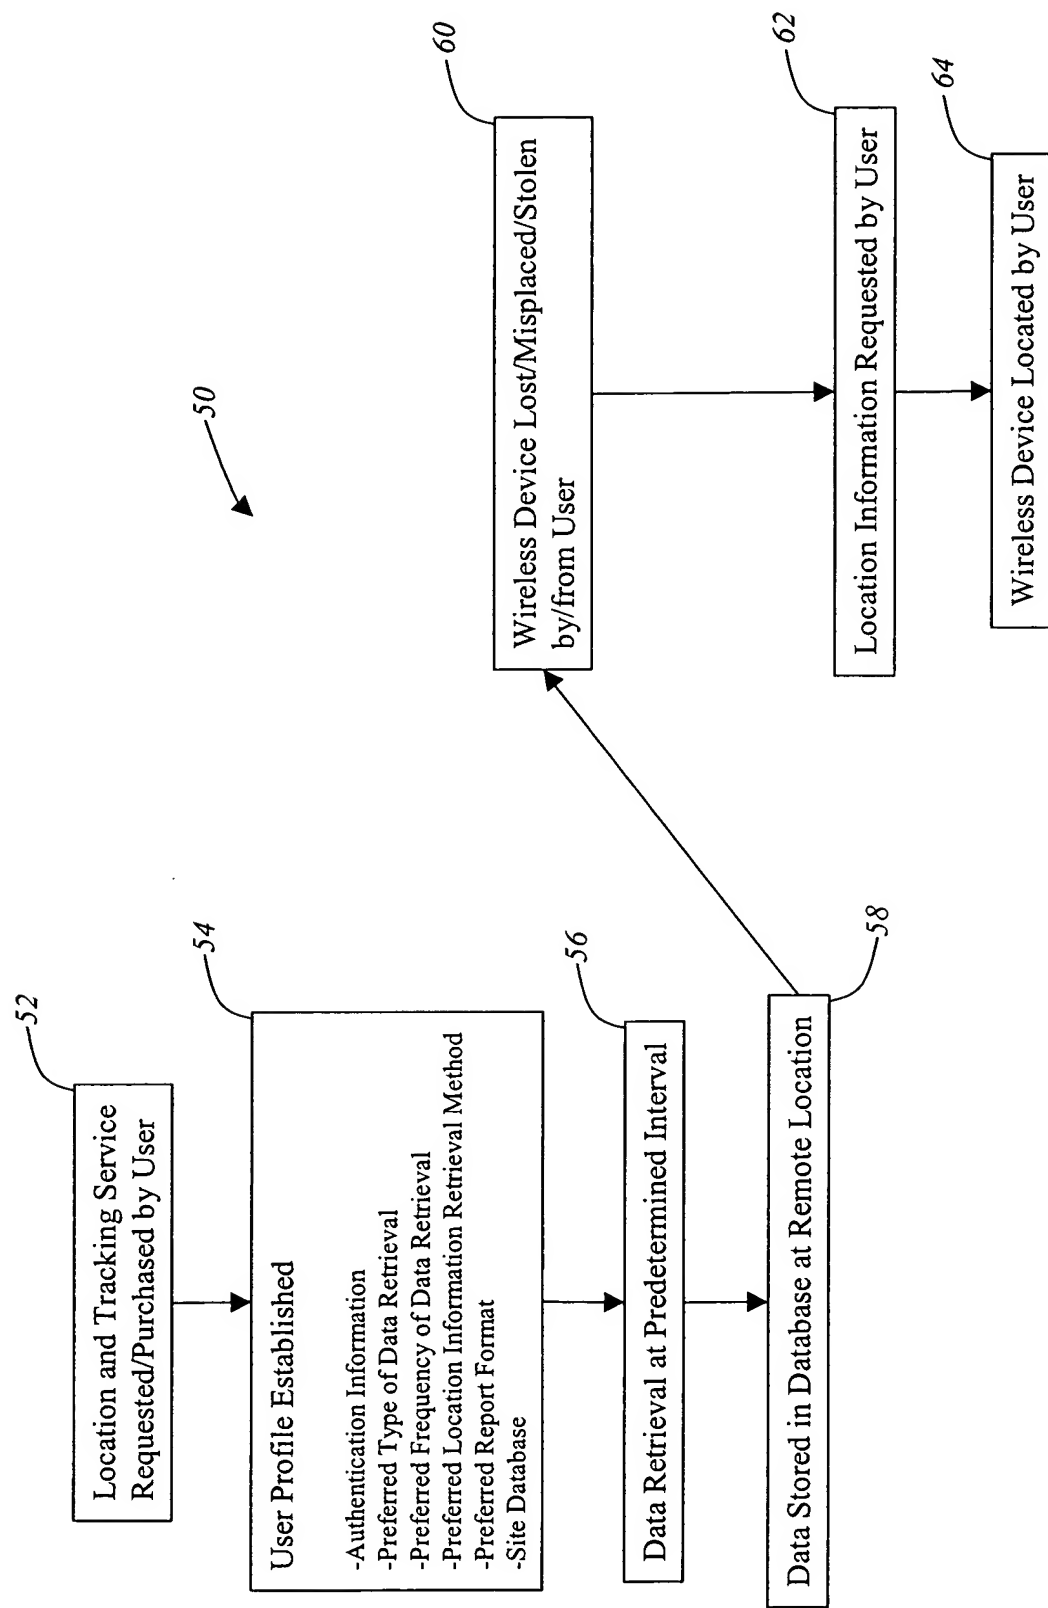 50
52
Location and Tracking Service
Requested/Purchased by User
54
User Profile Established
-Authentication Information
-Preferred Type of Data Retrieval
-Preferred Frequency of Data Retrieval
-Preferred Location Information Retrieval Method
-Preferred Report Format
-Site Database
56
Data Retrieval at Predetermined Interval
58
Data Stored in Database at Remote Location
60
Wireless Device Lost/Misplaced/Stolen
by/from User
62
Location Information Requested by User
64
Wireless Device Located by User